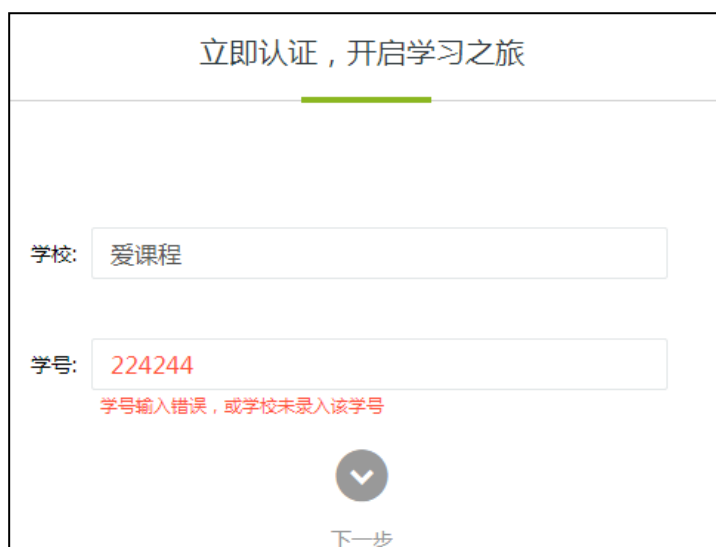 立即认证，开启学习之旅
学校: 爱课程
学号: 224244
学号输入错误，或学校未录入该学号
下一步